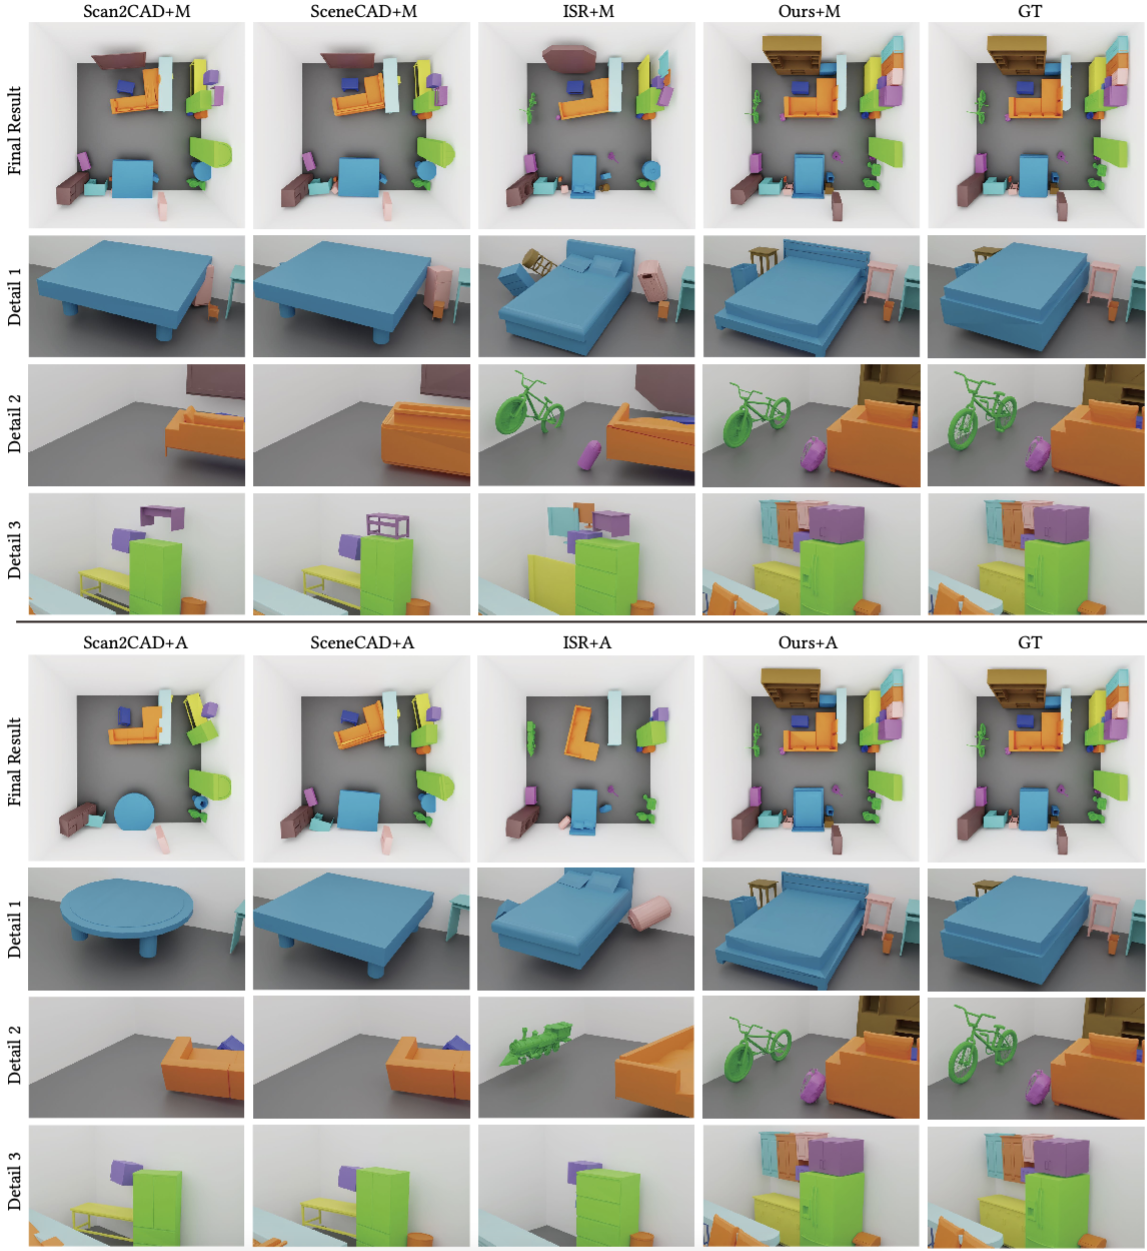 Scan2CAD+M SceneCAD+M ISR+M Ours+M GT
Final Result
Detail 1
Detail 2
Detail 3
Scan2CAD+A SceneCAD+A ISR+A Ours+A GT
Final Result
Detail 1
Detail 2
Detail 3